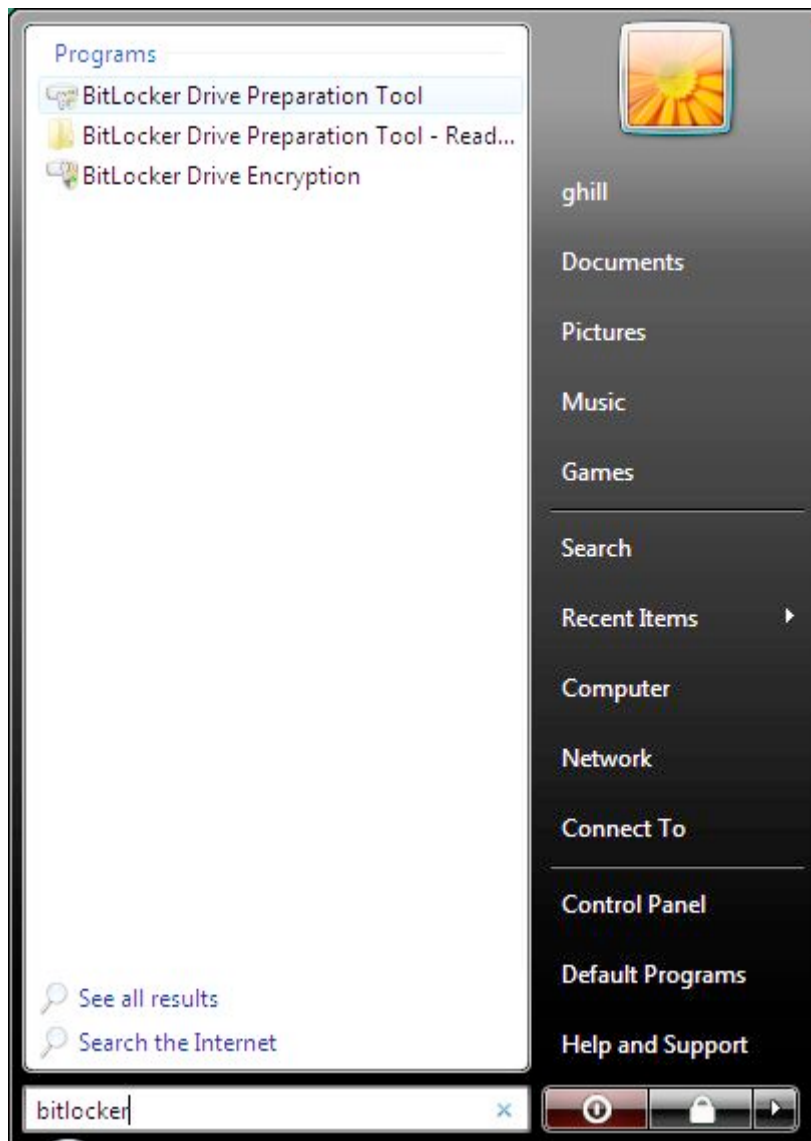 Programs
BitLocker Drive Preparation Tool
BitLocker Drive Preparation Tool - Read...
BitLocker Drive Encryption
See all results
Search the Internet
bitlocker
ghill
Documents
Pictures
Music
Games
Search
Recent Items
Computer
Network
Connect To
Control Panel
Default Programs
Help and Support